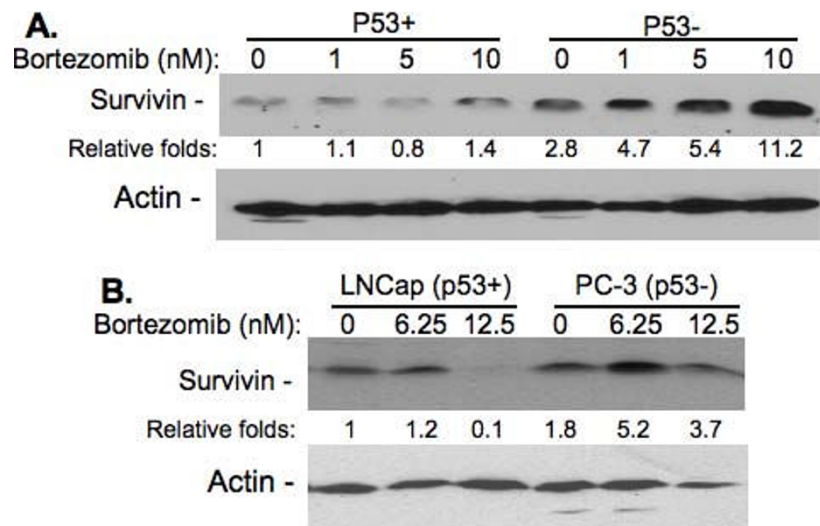 A. P53+ P53-
Bortezomib (nM): 0 1 5 10 0 1 5 10
Survivin -
Relative folds: 1 1.1 0.8 1.4 2.8 4.7 5.4 11.2
Actin -
B. LNCap (p53+) PC-3 (p53-)
Bortezomib (nM): 0 6.25 12.5 0 6.25 12.5
Survivin -
Relative folds: 1 1.2 0.1 1.8 5.2 3.7
Actin -